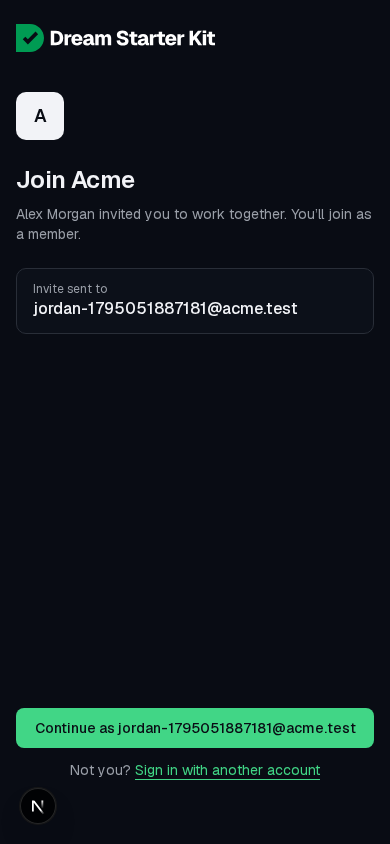 Dream Starter Kit
A
Join Acme
Alex Morgan invited you to work together. You’ll join as
a member.
Invite sent to
jordan-1795051887181@acme.test
Continue as jordan-1795051887181@acme.test
Not you? Sign in with another account
N